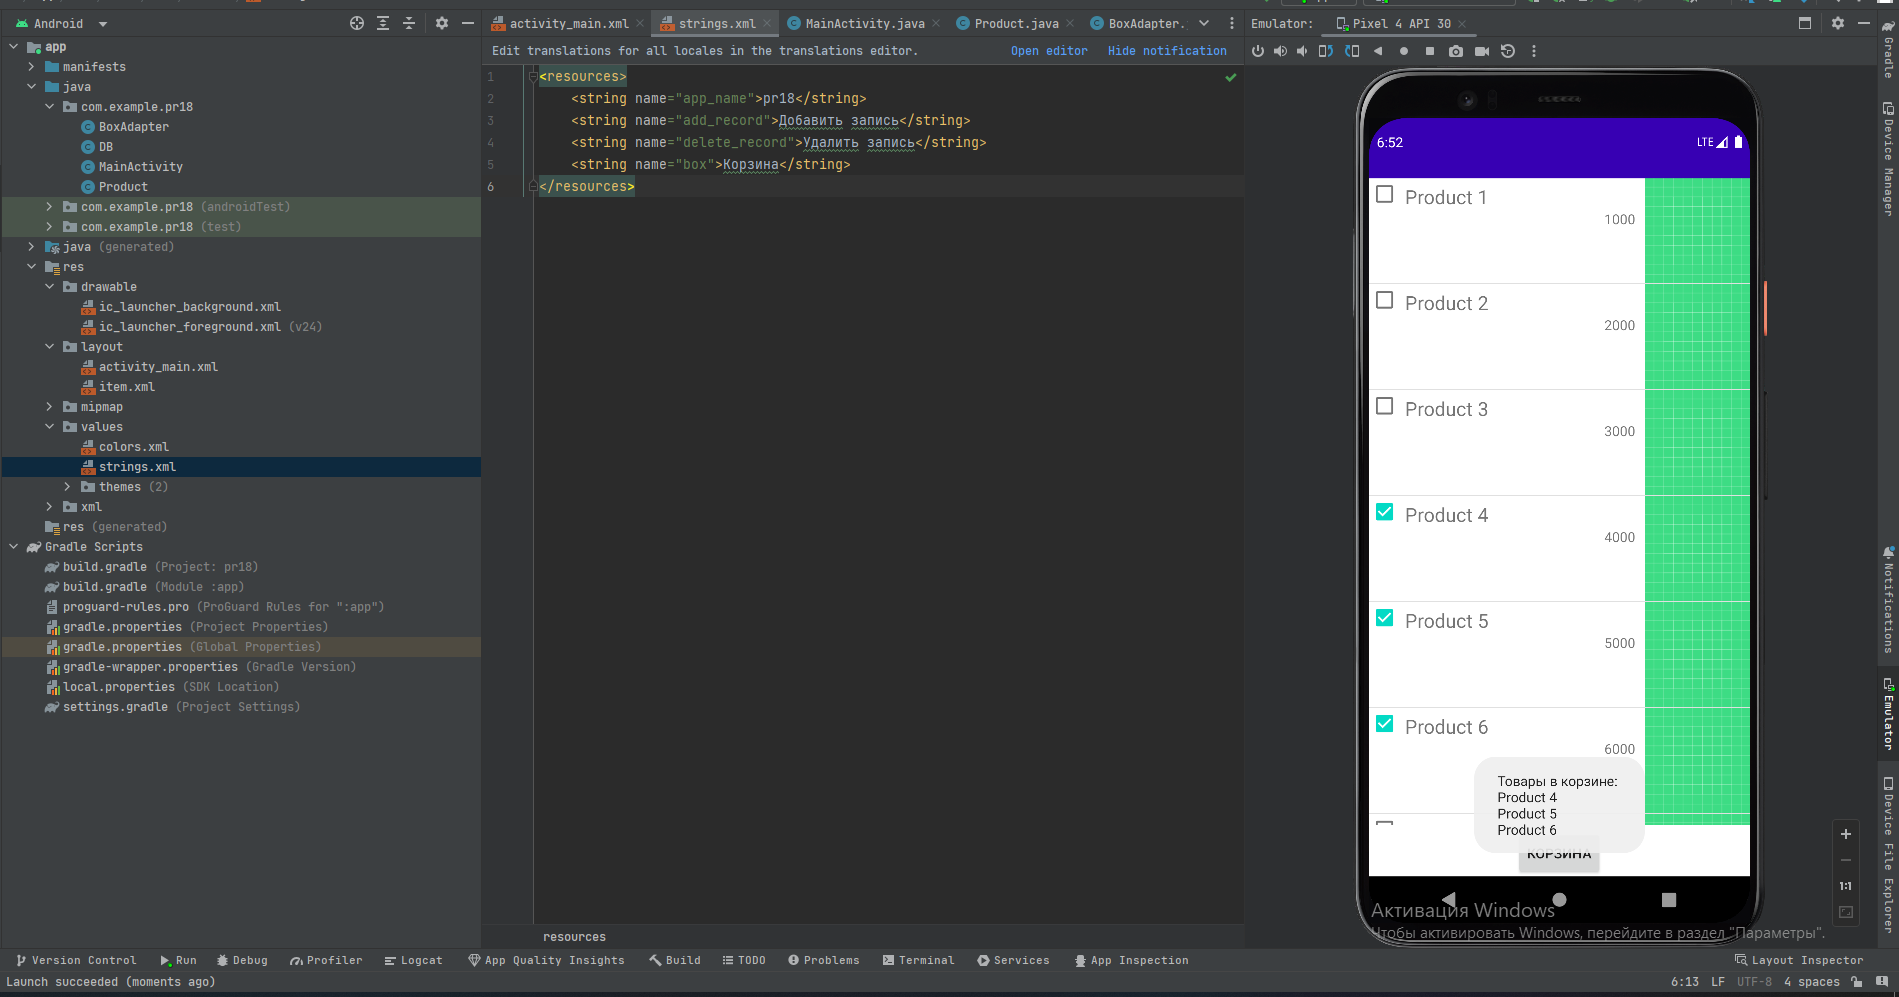 Android
activity_main.xml
strings.xml
MainActivity.java
Product.java
BoxAdapter.
Emulator:
Pixel 4 API 30
Edit translations for all locales in the translations editor.
Open editor
Hide notification
app
manifests
java
com.example.pr18
BoxAdapter
DB
MainActivity
Product
com.example.pr18 (androidTest)
com.example.pr18 (test)
java (generated)
res
drawable
ic_launcher_background.xml
ic_launcher_foreground.xml (v24)
layout
activity_main.xml
item.xml
mipmap
values
colors.xml
strings.xml
themes (2)
xml
res (generated)
Gradle Scripts
build.gradle (Project: pr18)
build.gradle (Module :app)
proguard-rules.pro (ProGuard Rules for ":app")
gradle.properties (Project Properties)
gradle.properties (Global Properties)
gradle-wrapper.properties (Gradle Version)
local.properties (SDK Location)
settings.gradle (Project Settings)
1 <resources>
2 <string name="app_name">pr18</string>
3 <string name="add_record">Добавить запись</string>
4 <string name="delete_record">Удалить запись</string>
5 <string name="box">Корзина</string>
6 </resources>
resources
6:52
LTE
Product 1
1000
Product 2
2000
Product 3
3000
Product 4
4000
Product 5
5000
Product 6
6000
Товары в корзине:
Product 4
Product 5
Product 6
КОРЗИНА
1:1
Активация Windows
Чтобы активировать Windows, перейдите в раздел "Параметры".
Gradle
Device Manager
Notifications
Emulator
Device File Explorer
Version Control
Run
Debug
Profiler
Logcat
App Quality Insights
Build
TODO
Problems
Terminal
Services
App Inspection
Layout Inspector
Launch succeeded (moments ago)
6:13 LF UTF-8 4 spaces